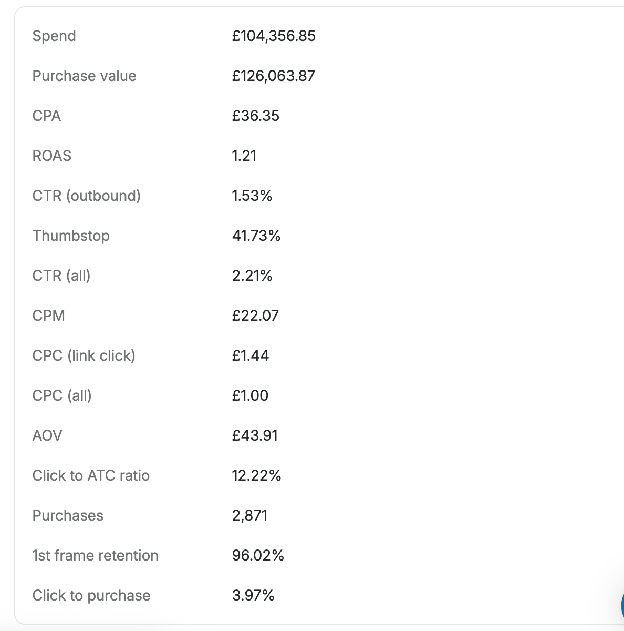 Spend £104,356.85
Purchase value £126,063.87
CPA £36.35
ROAS 1.21
CTR (outbound) 1.53%
Thumbstop 41.73%
CTR (all) 2.21%
CPM £22.07
CPC (link click) £1.44
CPC (all) £1.00
AOV £43.91
Click to ATC ratio 12.22%
Purchases 2,871
1st frame retention 96.02%
Click to purchase 3.97%